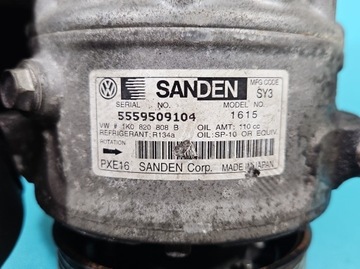 SANDEN
MFG CODE
SY3
SERIAL NO.
MODEL NO.
5559509104
1615
VW # 1K0 820 808 B
OIL AMT: 110 cc
REFRIGERANT: R134a
OIL: SP-10 OR EQUIV.
ROTATION
PXE16 SANDEN Corp. MADE IN JAPAN